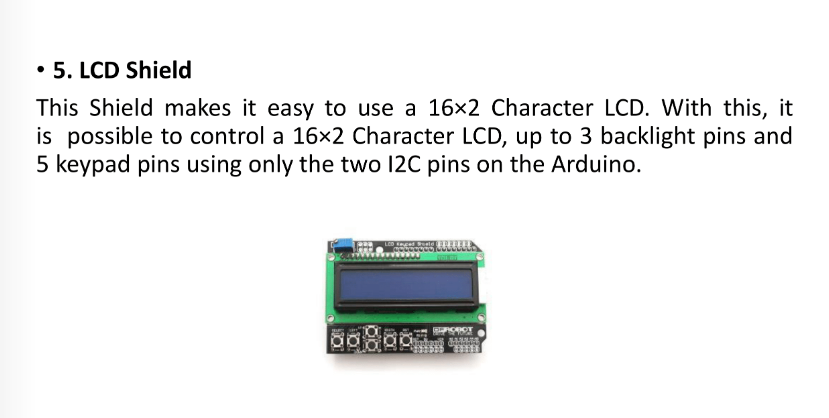 • 5. LCD Shield
This Shield makes it easy to use a 16×2 Character LCD. With this, it
is possible to control a 16×2 Character LCD, up to 3 backlight pins and
5 keypad pins using only the two I2C pins on the Arduino.
LCD Keypad Shield